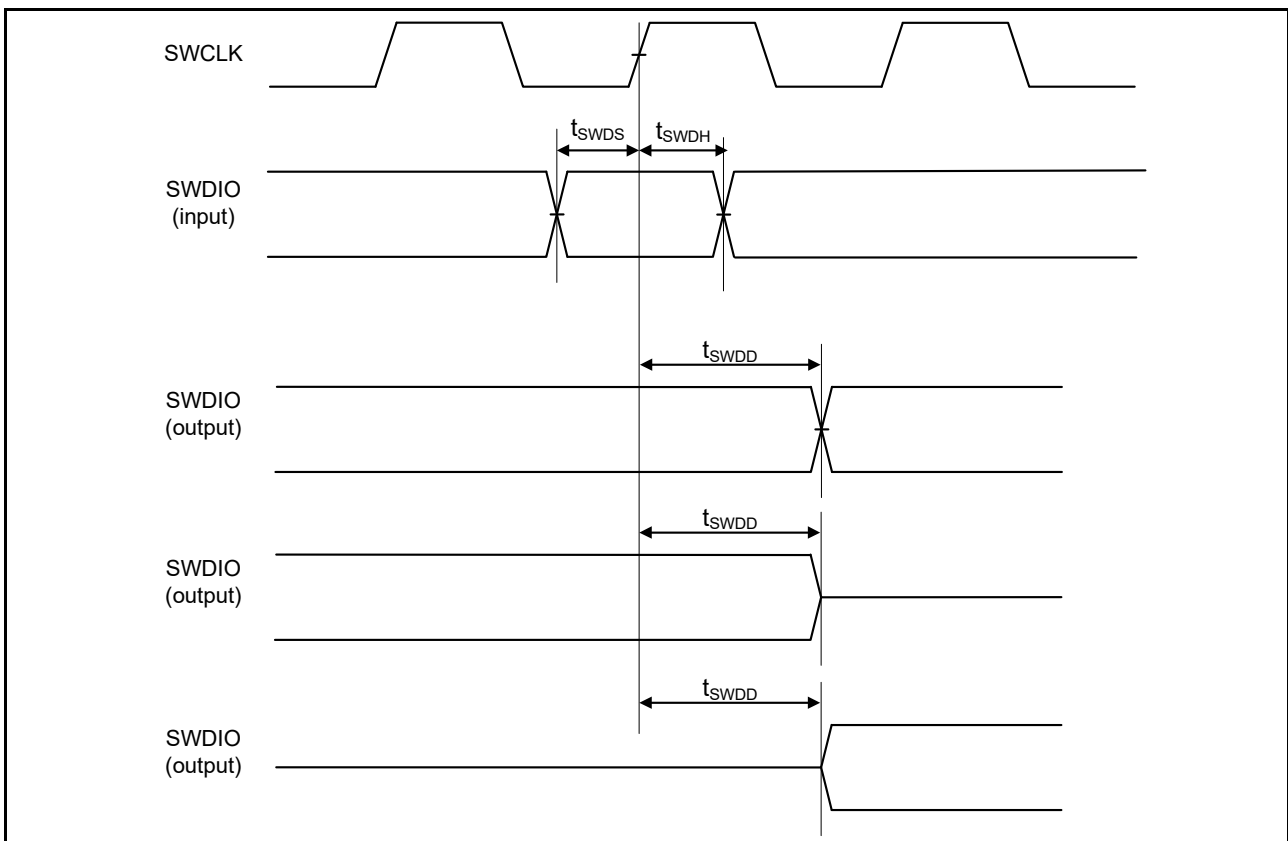 SWCLK
tSWDS
tSWDH
SWDIO
(input)
tSWDD
SWDIO
(output)
tSWDD
SWDIO
(output)
tSWDD
SWDIO
(output)